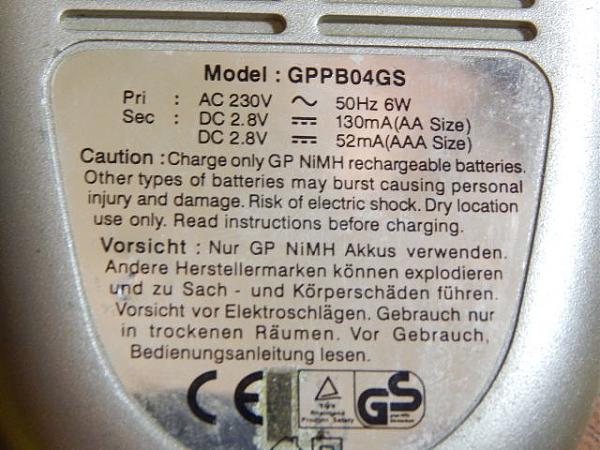 Model : GPPB04GS
Pri : AC 230V ~ 50Hz 6W
Sec : DC 2.8V ⎓ 130mA(AA Size)
DC 2.8V ⎓ 52mA(AAA Size)
Caution : Charge only GP NiMH rechargeable batteries.
Other types of batteries may burst causing personal
injury and damage. Risk of electric shock. Dry location
use only. Read instructions before charging.
Vorsicht : Nur GP NiMH Akkus verwenden.
Andere Herstellermarken können explodieren
und zu Sach - und Körperschäden führen.
Vorsicht vor Elektroschlägen. Gebrauch nur
in trockenen Räumen. Vor Gebrauch,
Bedienungsanleitung lesen.
CE
TÜV
Rheinland
Product Safety
GS